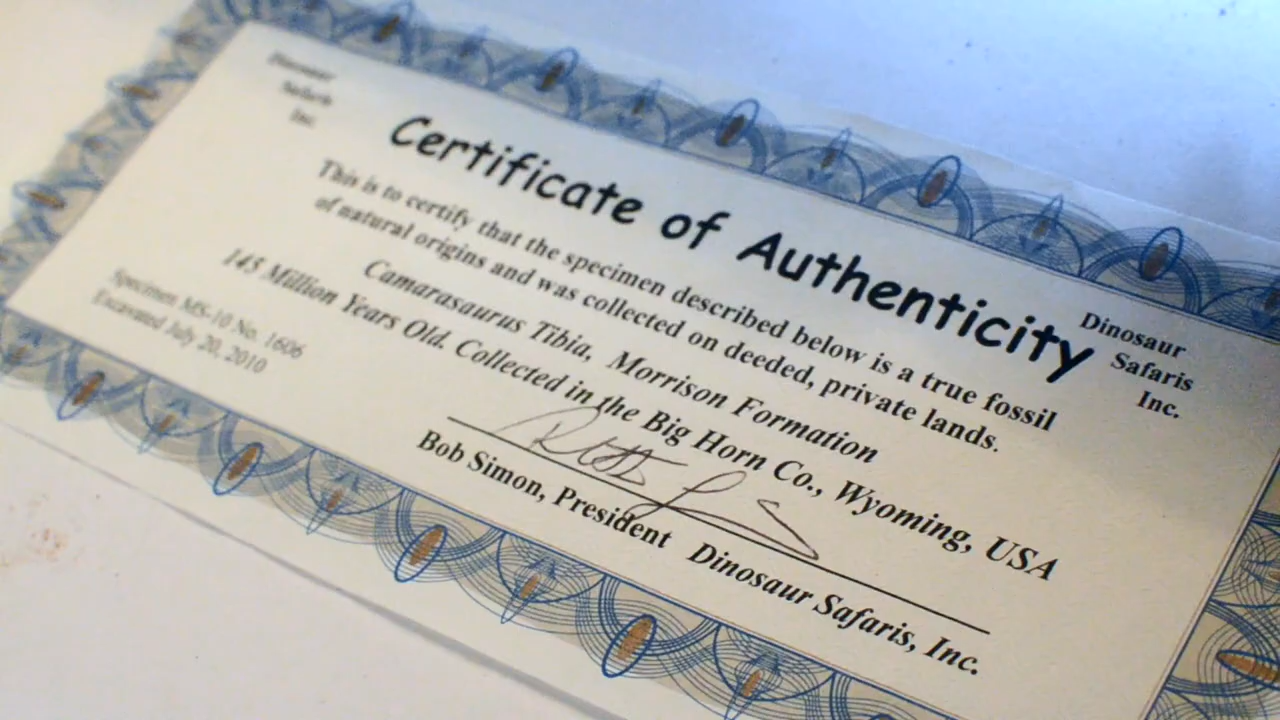 Dinosaur
Safaris
Inc.
Certificate of Authenticity
Dinosaur
Safaris
Inc.
This is to certify that the specimen described below is a true fossil
of natural origins and was collected on deeded, private lands.
Camarasaurus Tibia, Morrison Formation
145 Million Years Old. Collected in the Big Horn Co., Wyoming, USA
Specimen MS-10 No. 1606
Excavated July 20, 2010
Bob Simon, President Dinosaur Safaris, Inc.